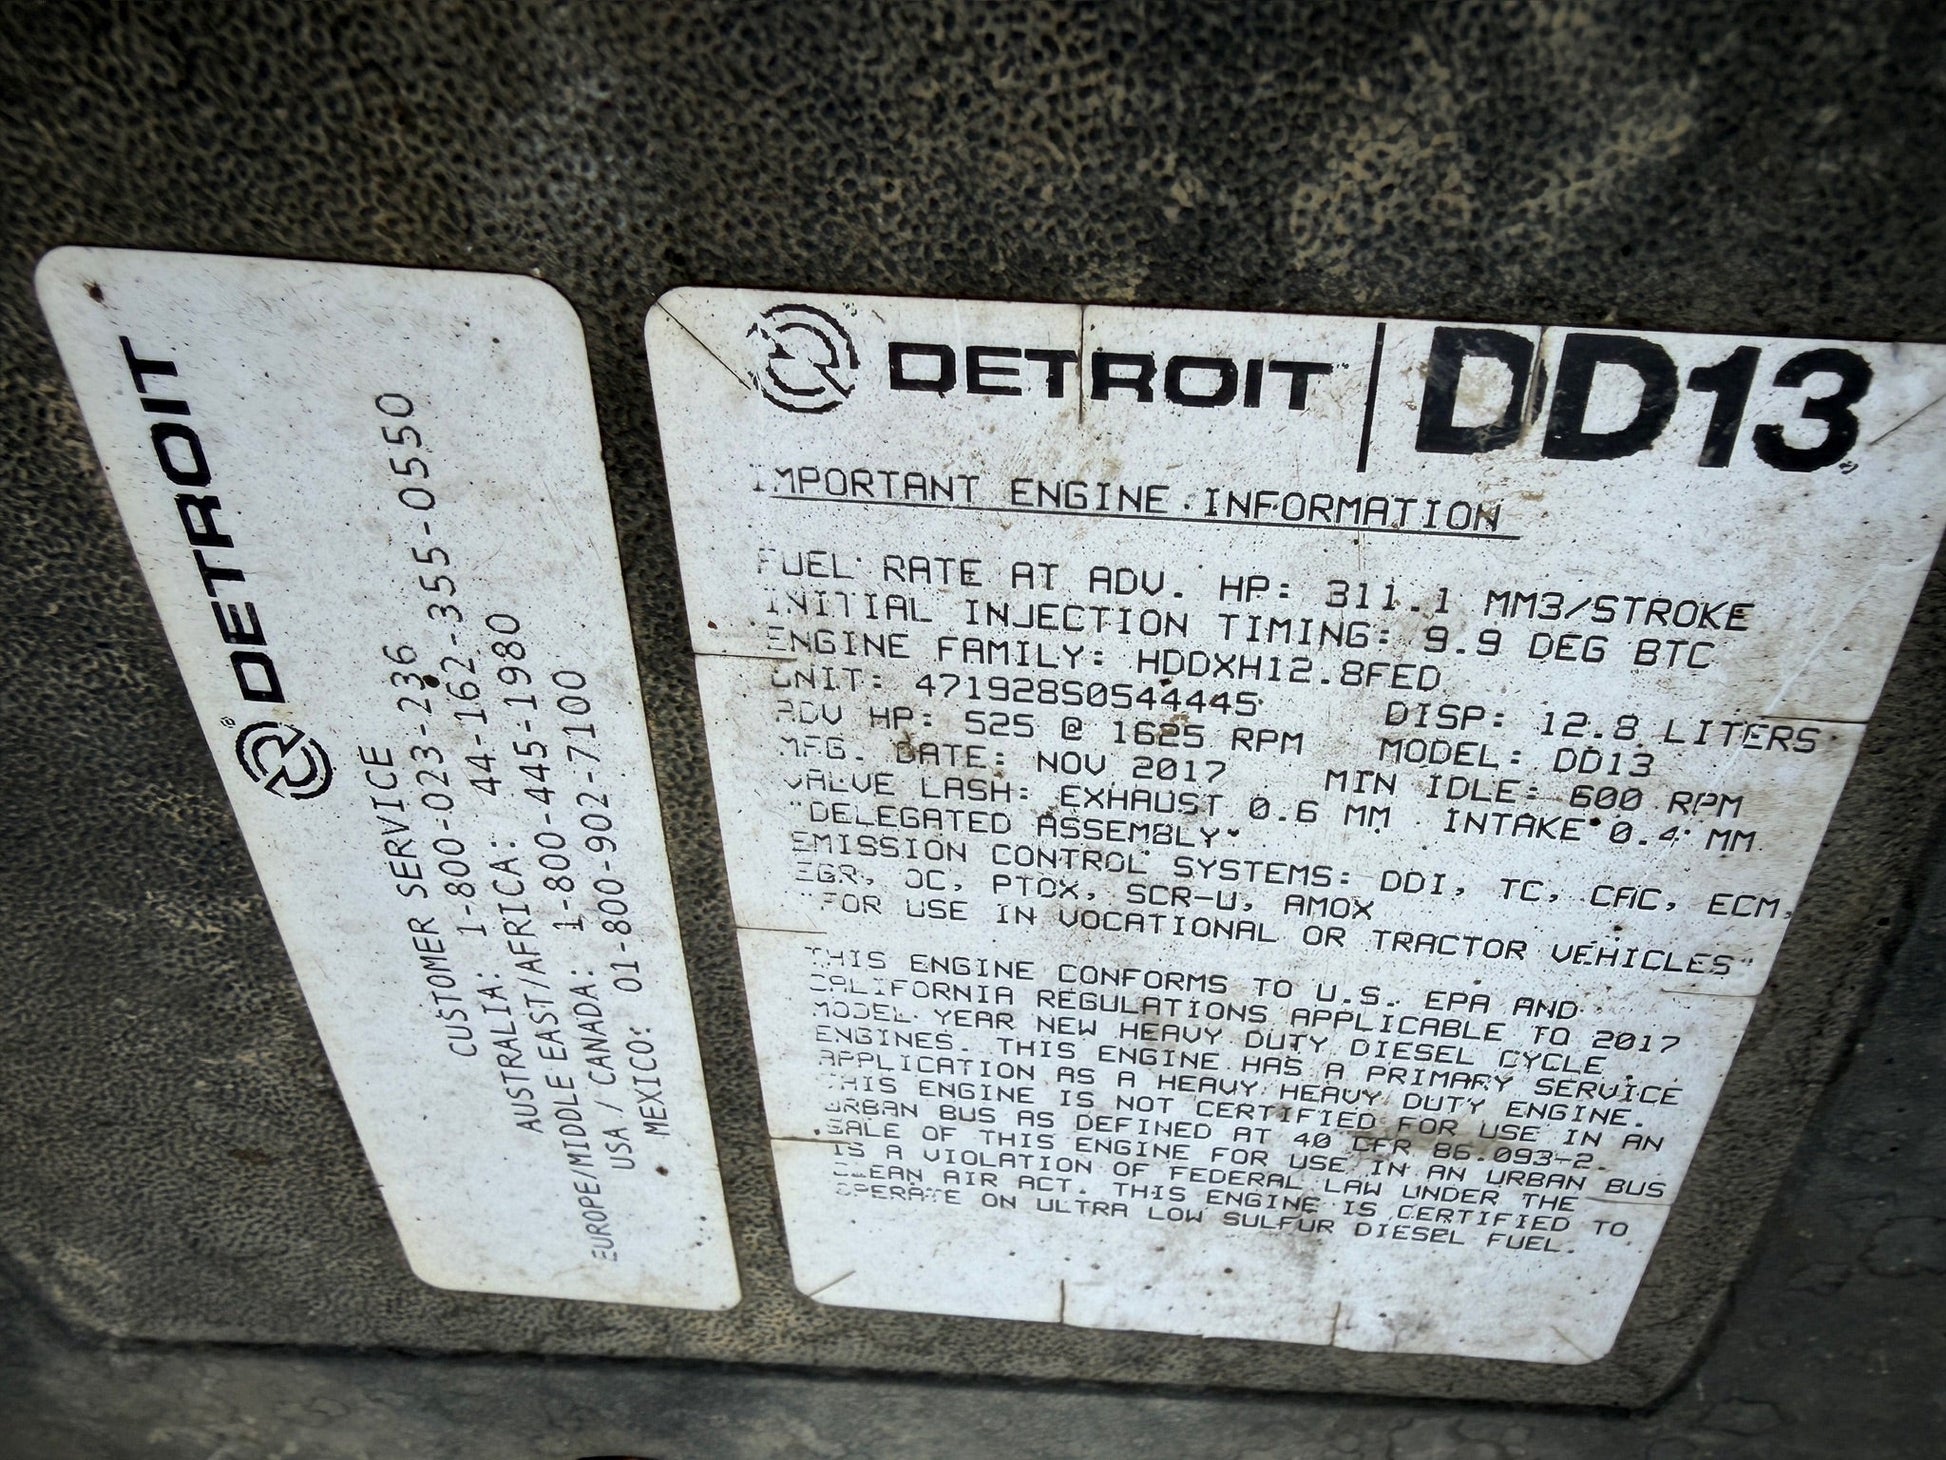 DETROIT
CUSTOMER SERVICE
AUSTRALIA: 1-800-023-236
EUROPE/MIDDLE EAST/AFRICA: 44-162-355-0550
USA / CANADA: 1-800-445-1980
MEXICO: 01-800-902-7100
DETROIT | DD13
IMPORTANT ENGINE INFORMATION
FUEL RATE AT ADV. HP: 311.1 MM3/STROKE
INITIAL INJECTION TIMING: 9.9 DEG BTC
ENGINE FAMILY: HDDXH12.8FED
UNIT: 471928S0544445 DISP: 12.8 LITERS
ADV HP: 525 @ 1625 RPM MODEL: DD13
MFG. DATE: NOV 2017 MIN IDLE: 600 RPM
VALVE LASH: EXHAUST 0.6 MM INTAKE 0.4 MM
"DELEGATED ASSEMBLY"
EMISSION CONTROL SYSTEMS: DDI, TC, CAC, ECM,
EGR, OC, PTOX, SCR-U, AMOX
"FOR USE IN VOCATIONAL OR TRACTOR VEHICLES"
THIS ENGINE CONFORMS TO U.S. EPA AND
CALIFORNIA REGULATIONS APPLICABLE TO 2017
MODEL YEAR NEW HEAVY DUTY DIESEL CYCLE
ENGINES. THIS ENGINE HAS A PRIMARY SERVICE
APPLICATION AS A HEAVY HEAVY DUTY ENGINE.
THIS ENGINE IS NOT CERTIFIED FOR USE IN AN
URBAN BUS AS DEFINED AT 40 CFR 86.093-2.
SALE OF THIS ENGINE FOR USE IN AN URBAN BUS
IS A VIOLATION OF FEDERAL LAW UNDER THE
CLEAN AIR ACT. THIS ENGINE IS CERTIFIED TO
OPERATE ON ULTRA LOW SULFUR DIESEL FUEL.